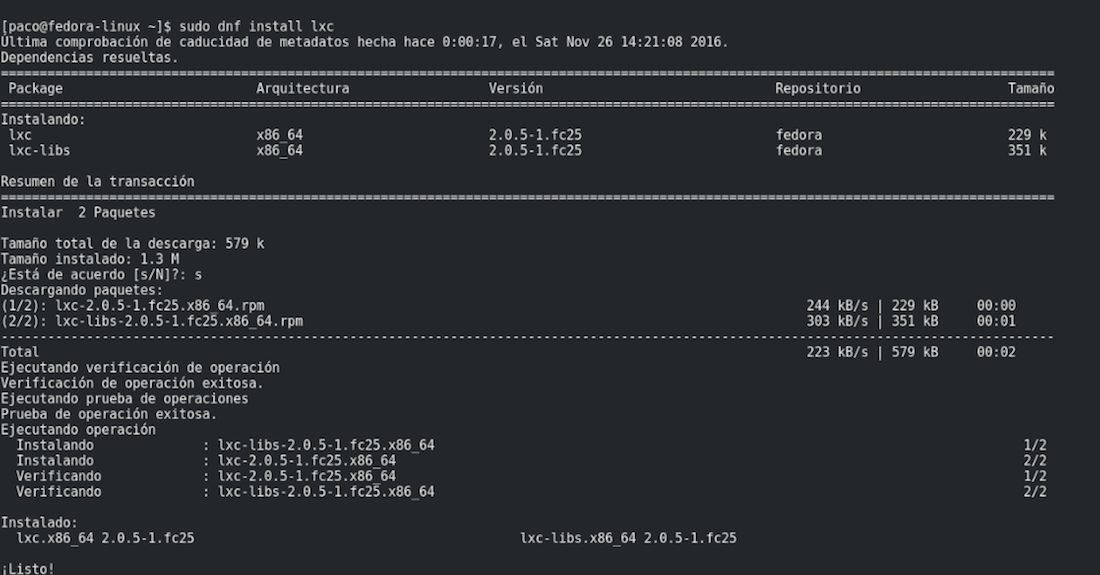 [paco@fedora-linux ~]$ sudo dnf install lxc
Última comprobación de caducidad de metadatos hecha hace 0:00:17, el Sat Nov 26 14:21:08 2016.
Dependencias resueltas.
================================================================================
Package Arquitectura Versión Repositorio Tamaño
================================================================================
Instalando:
lxc x86_64 2.0.5-1.fc25 fedora 229 k
lxc-libs x86_64 2.0.5-1.fc25 fedora 351 k
Resumen de la transacción
================================================================================
Instalar  2 Paquetes
Tamaño total de la descarga: 579 k
Tamaño instalado: 1.3 M
¿Está de acuerdo [s/N]?: s
Descargando paquetes:
(1/2): lxc-2.0.5-1.fc25.x86_64.rpm 244 kB/s | 229 kB 00:00
(2/2): lxc-libs-2.0.5-1.fc25.x86_64.rpm 303 kB/s | 351 kB 00:01
--------------------------------------------------------------------------------
Total 223 kB/s | 579 kB 00:02
Ejecutando verificación de operación
Verificación de operación exitosa.
Ejecutando prueba de operaciones
Prueba de operación exitosa.
Ejecutando operación
Instalando : lxc-libs-2.0.5-1.fc25.x86_64 1/2
Instalando : lxc-2.0.5-1.fc25.x86_64 2/2
Verificando : lxc-2.0.5-1.fc25.x86_64 1/2
Verificando : lxc-libs-2.0.5-1.fc25.x86_64 2/2
Instalado:
lxc.x86_64 2.0.5-1.fc25 lxc-libs.x86_64 2.0.5-1.fc25
¡Listo!